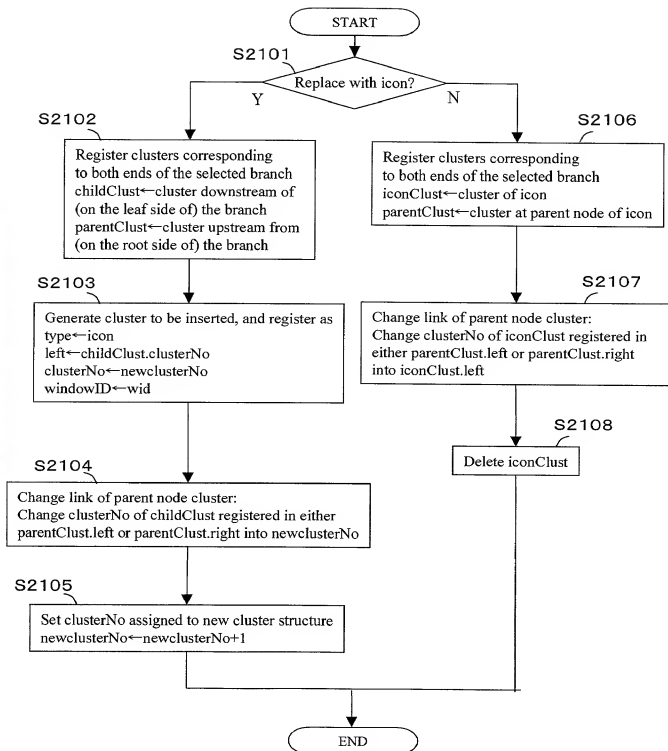 START
S2101
Replace with icon?
Y
N
S2102
Register clusters corresponding
to both ends of the selected branch
childClust←cluster downstream of
(on the leaf side of) the branch
parentClust←cluster upstream from
(on the root side of) the branch
S2103
Generate cluster to be inserted, and register as
type←icon
left←childClust.clusterNo
clusterNo←newclusterNo
windowID←wid
S2104
Change link of parent node cluster:
Change clusterNo of childClust registered in either
parentClust.left or parentClust.right into newclusterNo
S2105
Set clusterNo assigned to new cluster structure
newclusterNo←newclusterNo+1
S2106
Register clusters corresponding
to both ends of the selected branch
iconClust←cluster of icon
parentClust←cluster at parent node of icon
S2107
Change link of parent node cluster:
Change clusterNo of iconClust registered in
either parentClust.left or parentClust.right
into iconClust.left
S2108
Delete iconClust
END